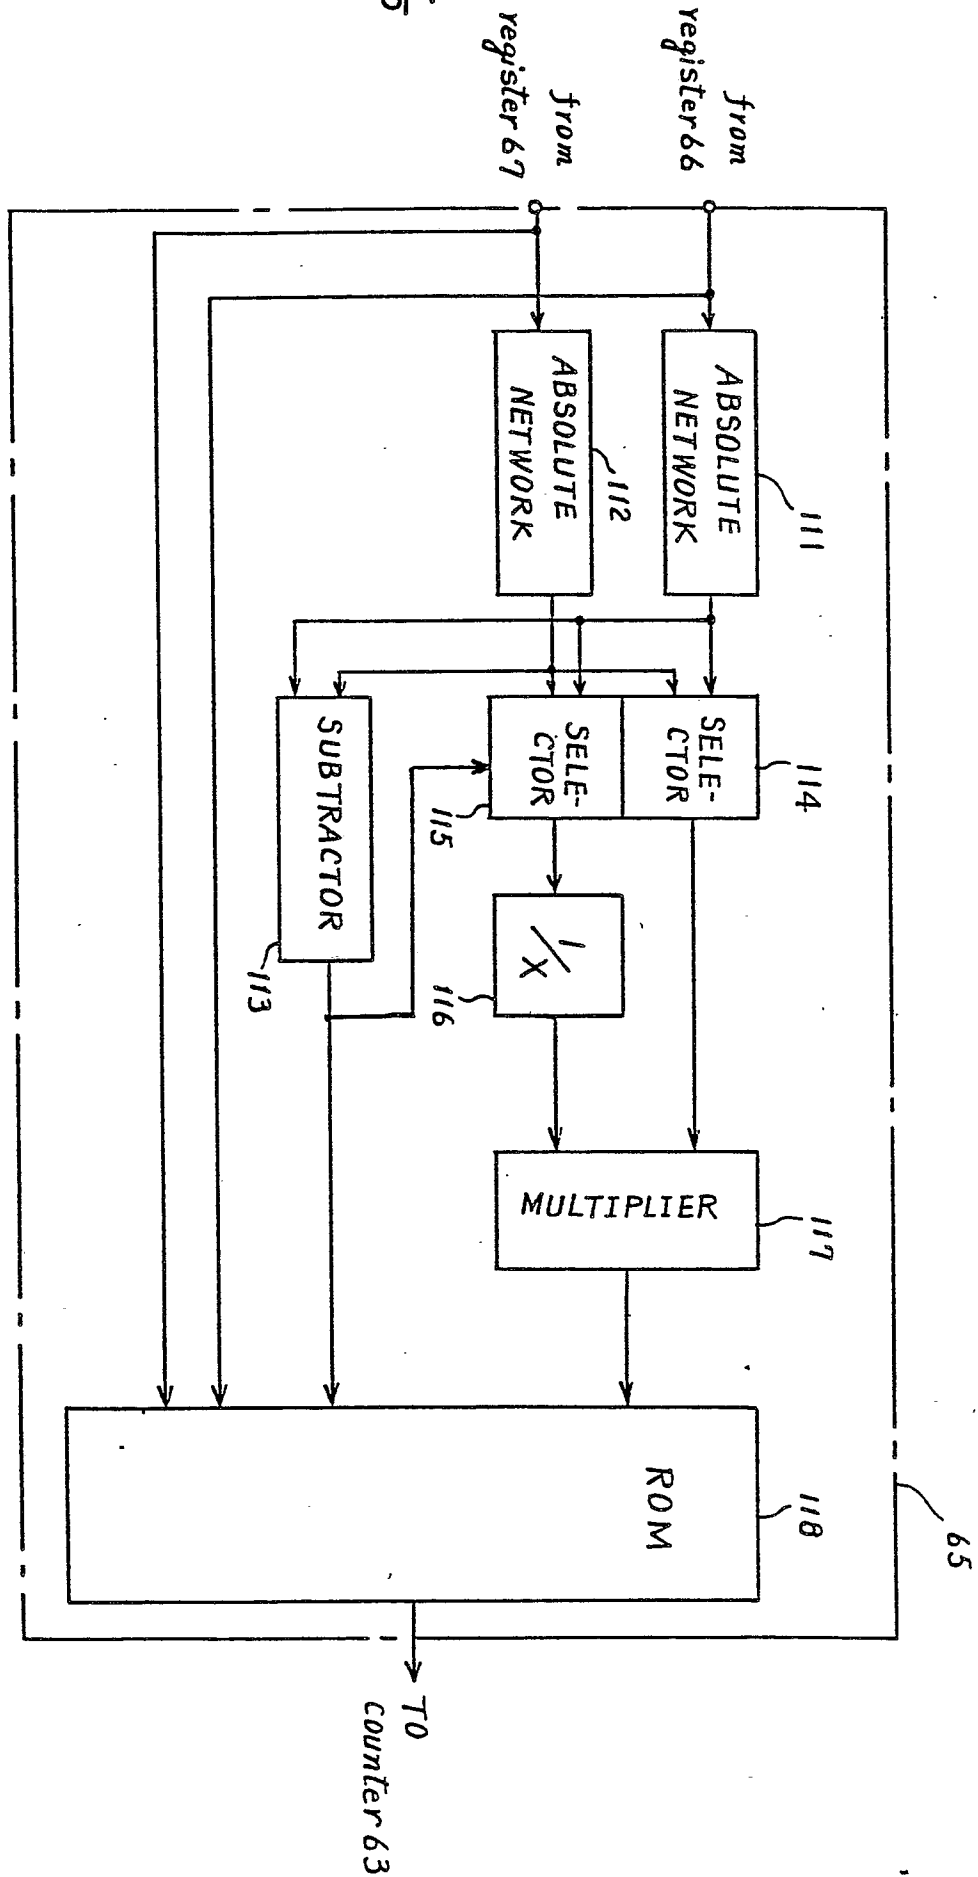 from
register 66
from
register 67
ABSOLUTE
NETWORK
111
ABSOLUTE
NETWORK
112
SELE-
CTOR
114
SELE-
CTOR
115
SUBTRACTOR
113
1/X
116
MULTIPLIER
117
ROM
118
65
TO
counter 63